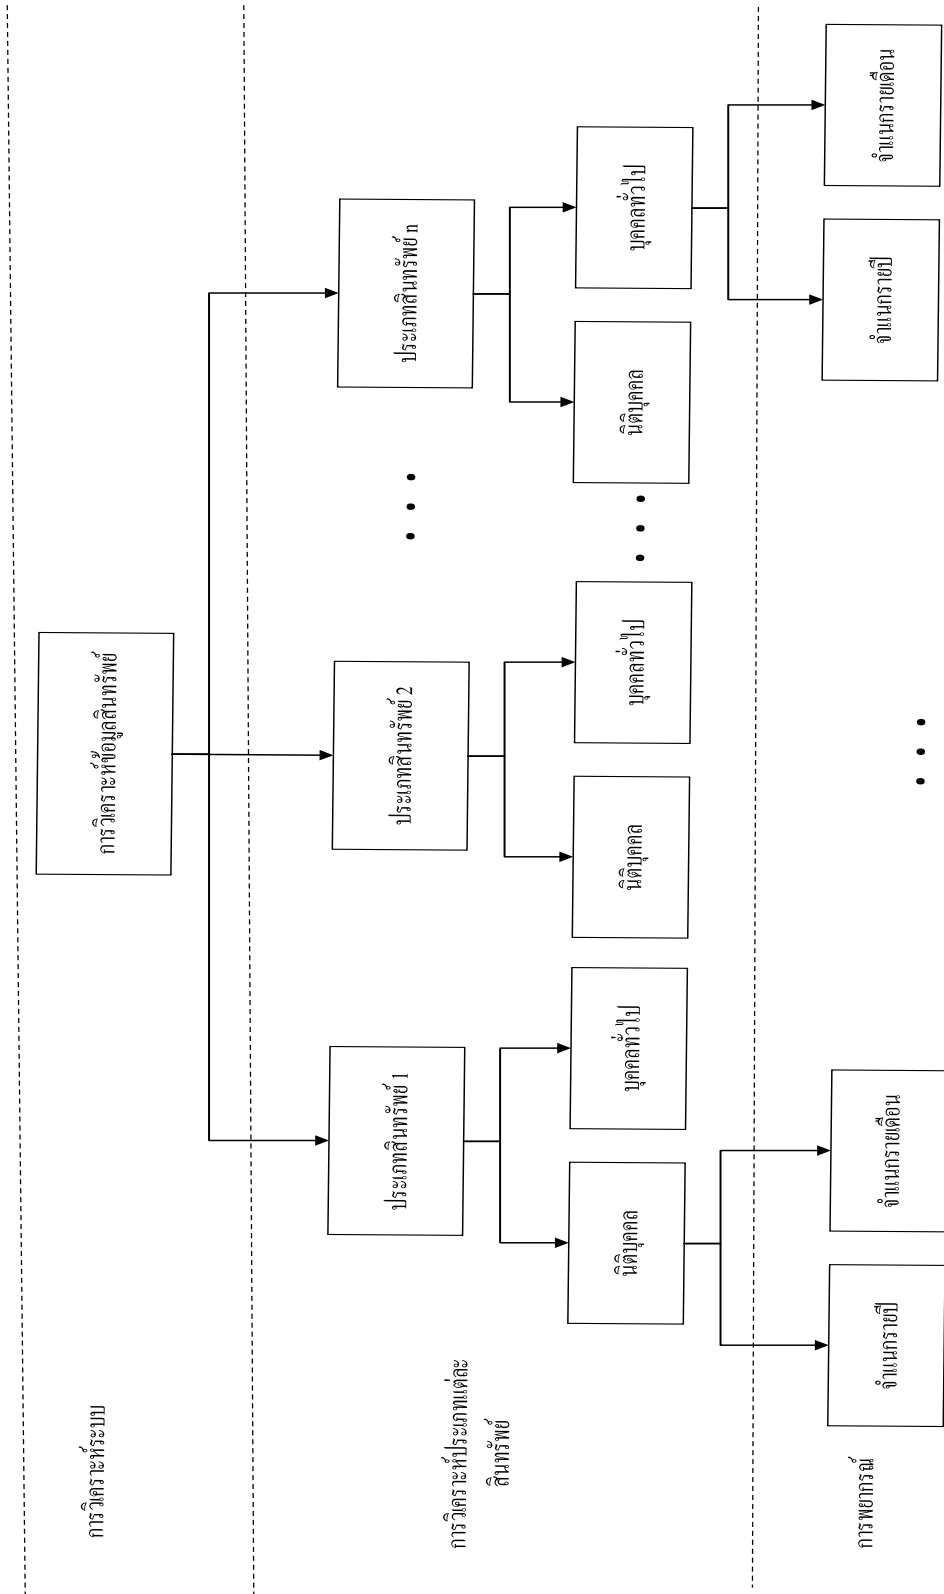 การวิเคราะห์ระบบ
การวิเคราะห์ข้อมูลสินทรัพย์
การวิเคราะห์ประเภทแต่ละ
สินทรัพย์
ประเภทสินทรัพย์ 1
ประเภทสินทรัพย์ 2
ประเภทสินทรัพย์ n
นิติบุคคล
บุคคลทั่วไป
นิติบุคคล
บุคคลทั่วไป
นิติบุคคล
บุคคลทั่วไป
การพยากรณ์
จำแนกรายปี
จำแนกรายเดือน
จำแนกรายปี
จำแนกรายเดือน